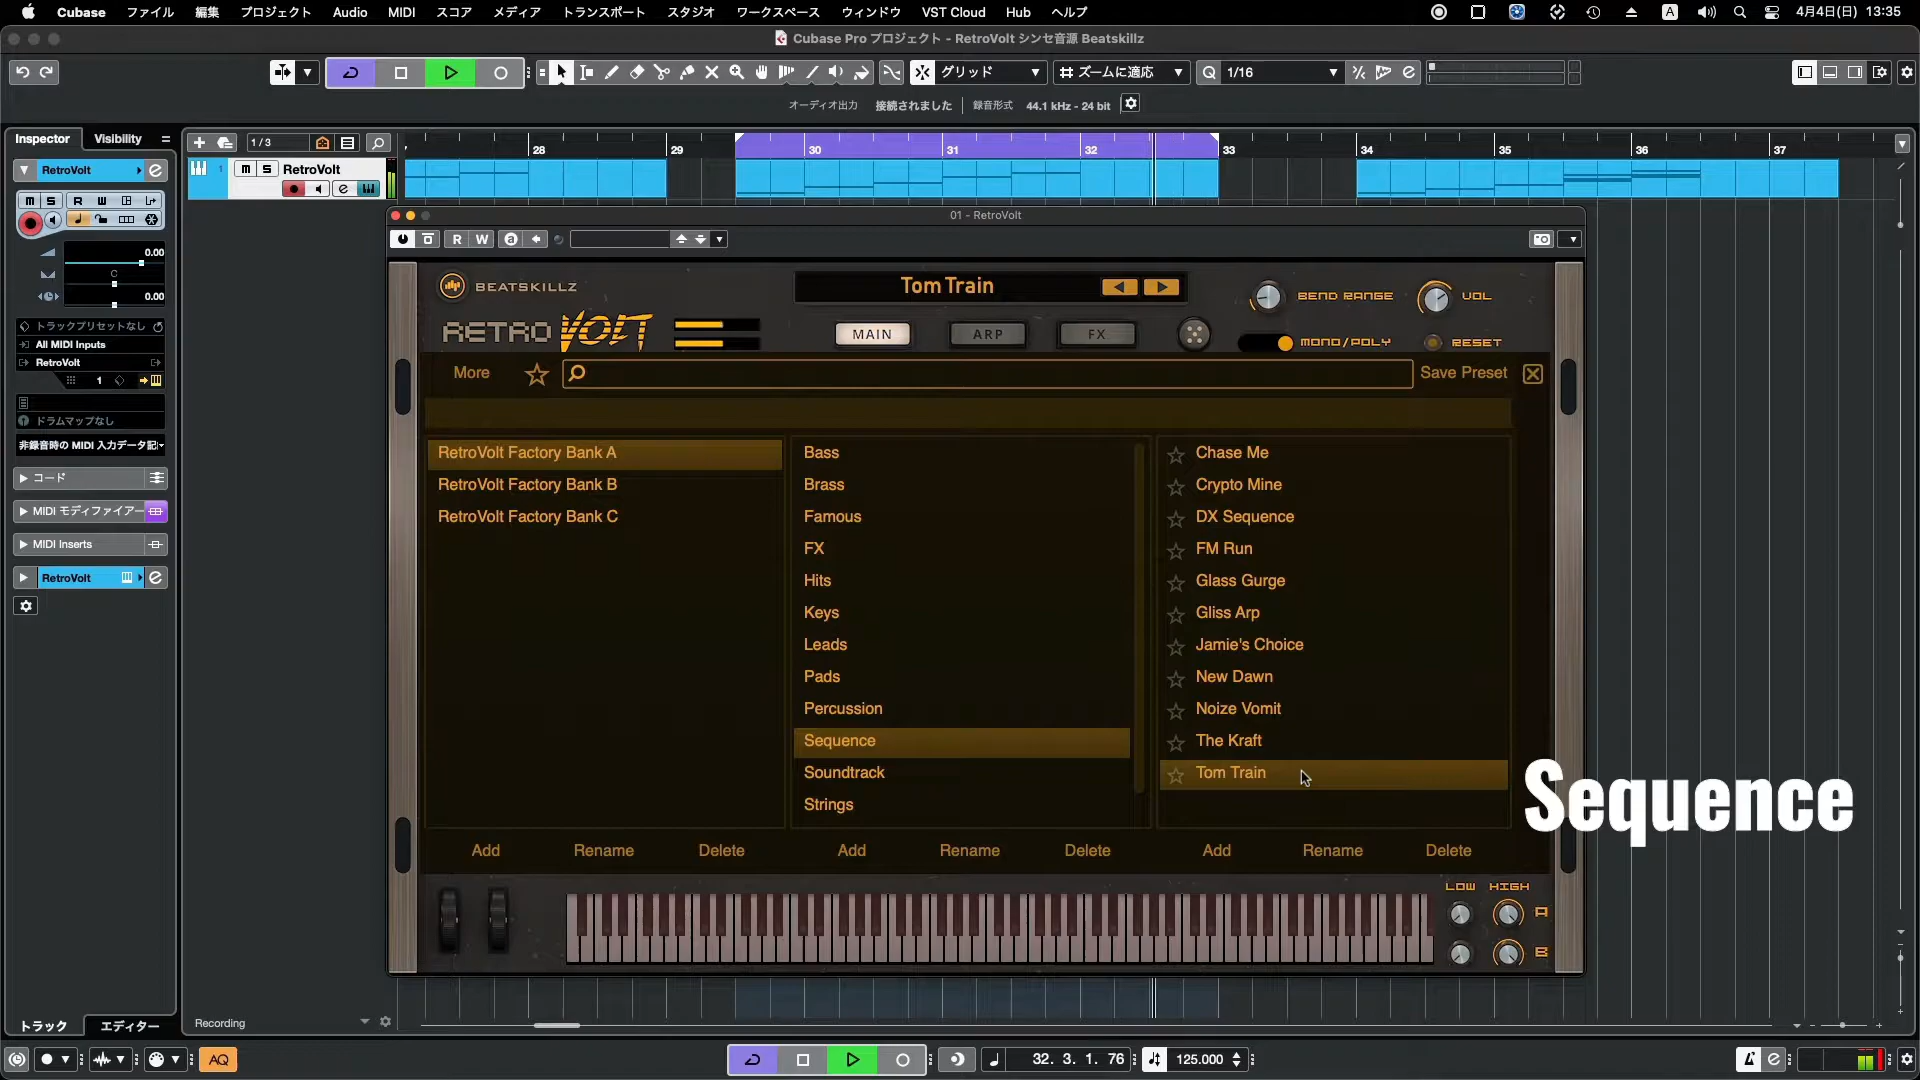 Cubase ファイル 編集 プロジェクト Audio MIDI スコア メディア トランスポート スタジオ ワークスペース ウィンドウ VST Cloud Hub ヘルプ A 4月4日(日) 13:35
Cubase Pro プロジェクト - RetroVolt シンセ音源 Beatskillz
グリッド ズームに適応 Q 1/16
オーディオ出力 接続されました 録音形式 44.1 kHz - 24 bit
Inspector Visibility 1 / 3
28 29 30 31 32 33 34 35 36 37
RetroVolt
1 M S RetroVolt
M S R W
0.00
C
0.00
トラックプリセットなし
All MIDI Inputs
RetroVolt
1
ドラムマップなし
非録音時の MIDI 入力データ記
コード
MIDI モディファイアー
MIDI Inserts
RetroVolt
01 - RetroVolt
R W a
BEATSKILLZ
Tom Train
BEND RANGE VOL
RETRO VOLT
MAIN ARP FX
MONO/POLY RESET
More Save Preset
RetroVolt Factory Bank A
RetroVolt Factory Bank B
RetroVolt Factory Bank C
Bass
Brass
Famous
FX
Hits
Keys
Leads
Pads
Percussion
Sequence
Soundtrack
Strings
Chase Me
Crypto Mine
DX Sequence
FM Run
Glass Gurge
Gliss Arp
Jamie's Choice
New Dawn
Noize Vomit
The Kraft
Tom Train
Sequence
Add Rename Delete Add Rename Delete Add Rename Delete
LOW HIGH
A
B
トラック エディター Recording
AQ 32. 3. 1. 76 125.000